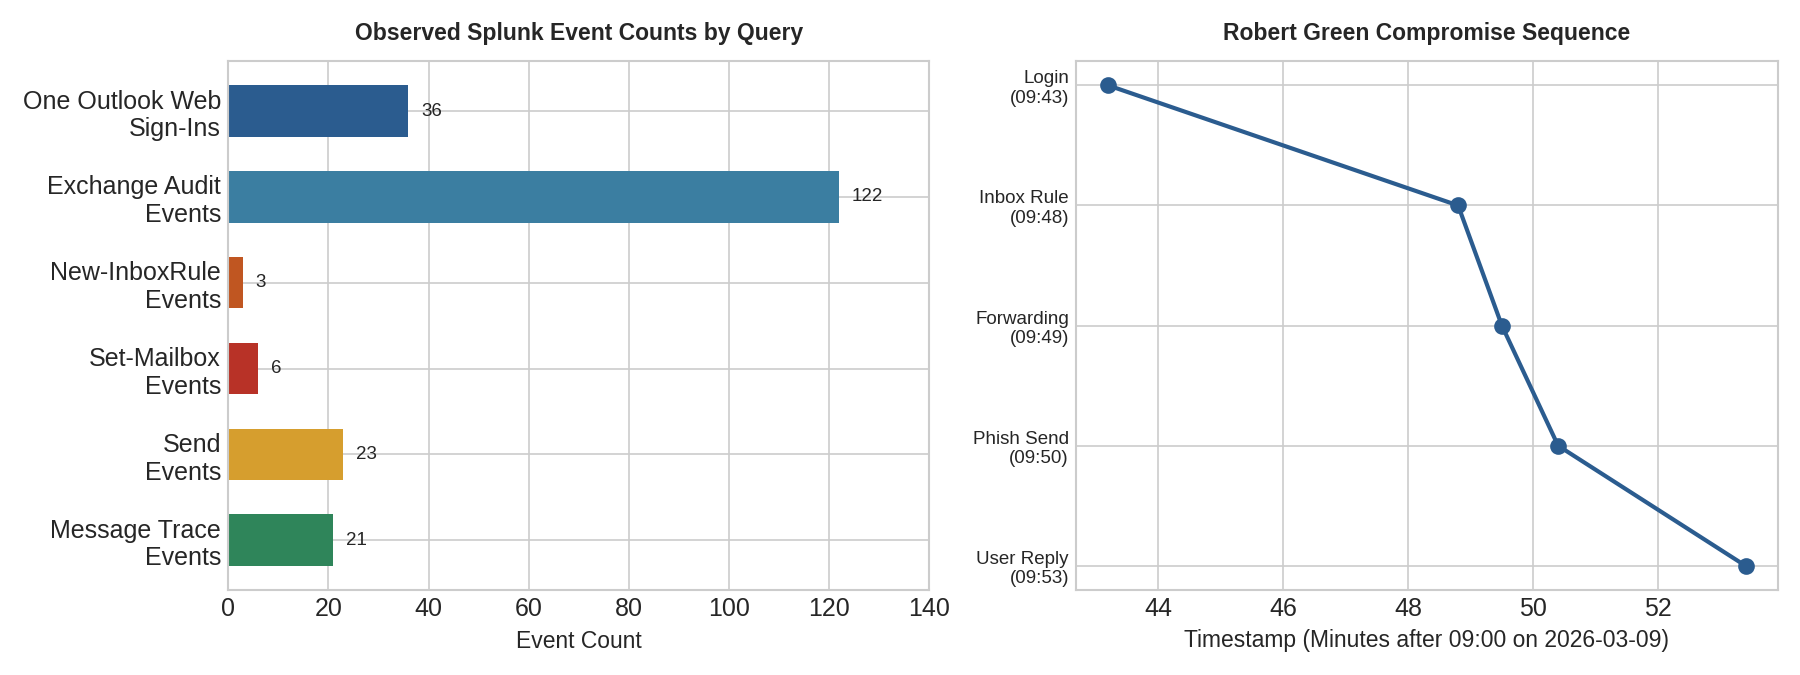 Observed Splunk Event Counts by Query
One Outlook Web
Sign-Ins
36
Exchange Audit
Events
122
New-InboxRule
Events
3
Set-Mailbox
Events
6
Send
Events
23
Message Trace
Events
21
0 20 40 60 80 100 120 140
Event Count
Robert Green Compromise Sequence
Login
(09:43)
Inbox Rule
(09:48)
Forwarding
(09:49)
Phish Send
(09:50)
User Reply
(09:53)
44 46 48 50 52
Timestamp (Minutes after 09:00 on 2026-03-09)